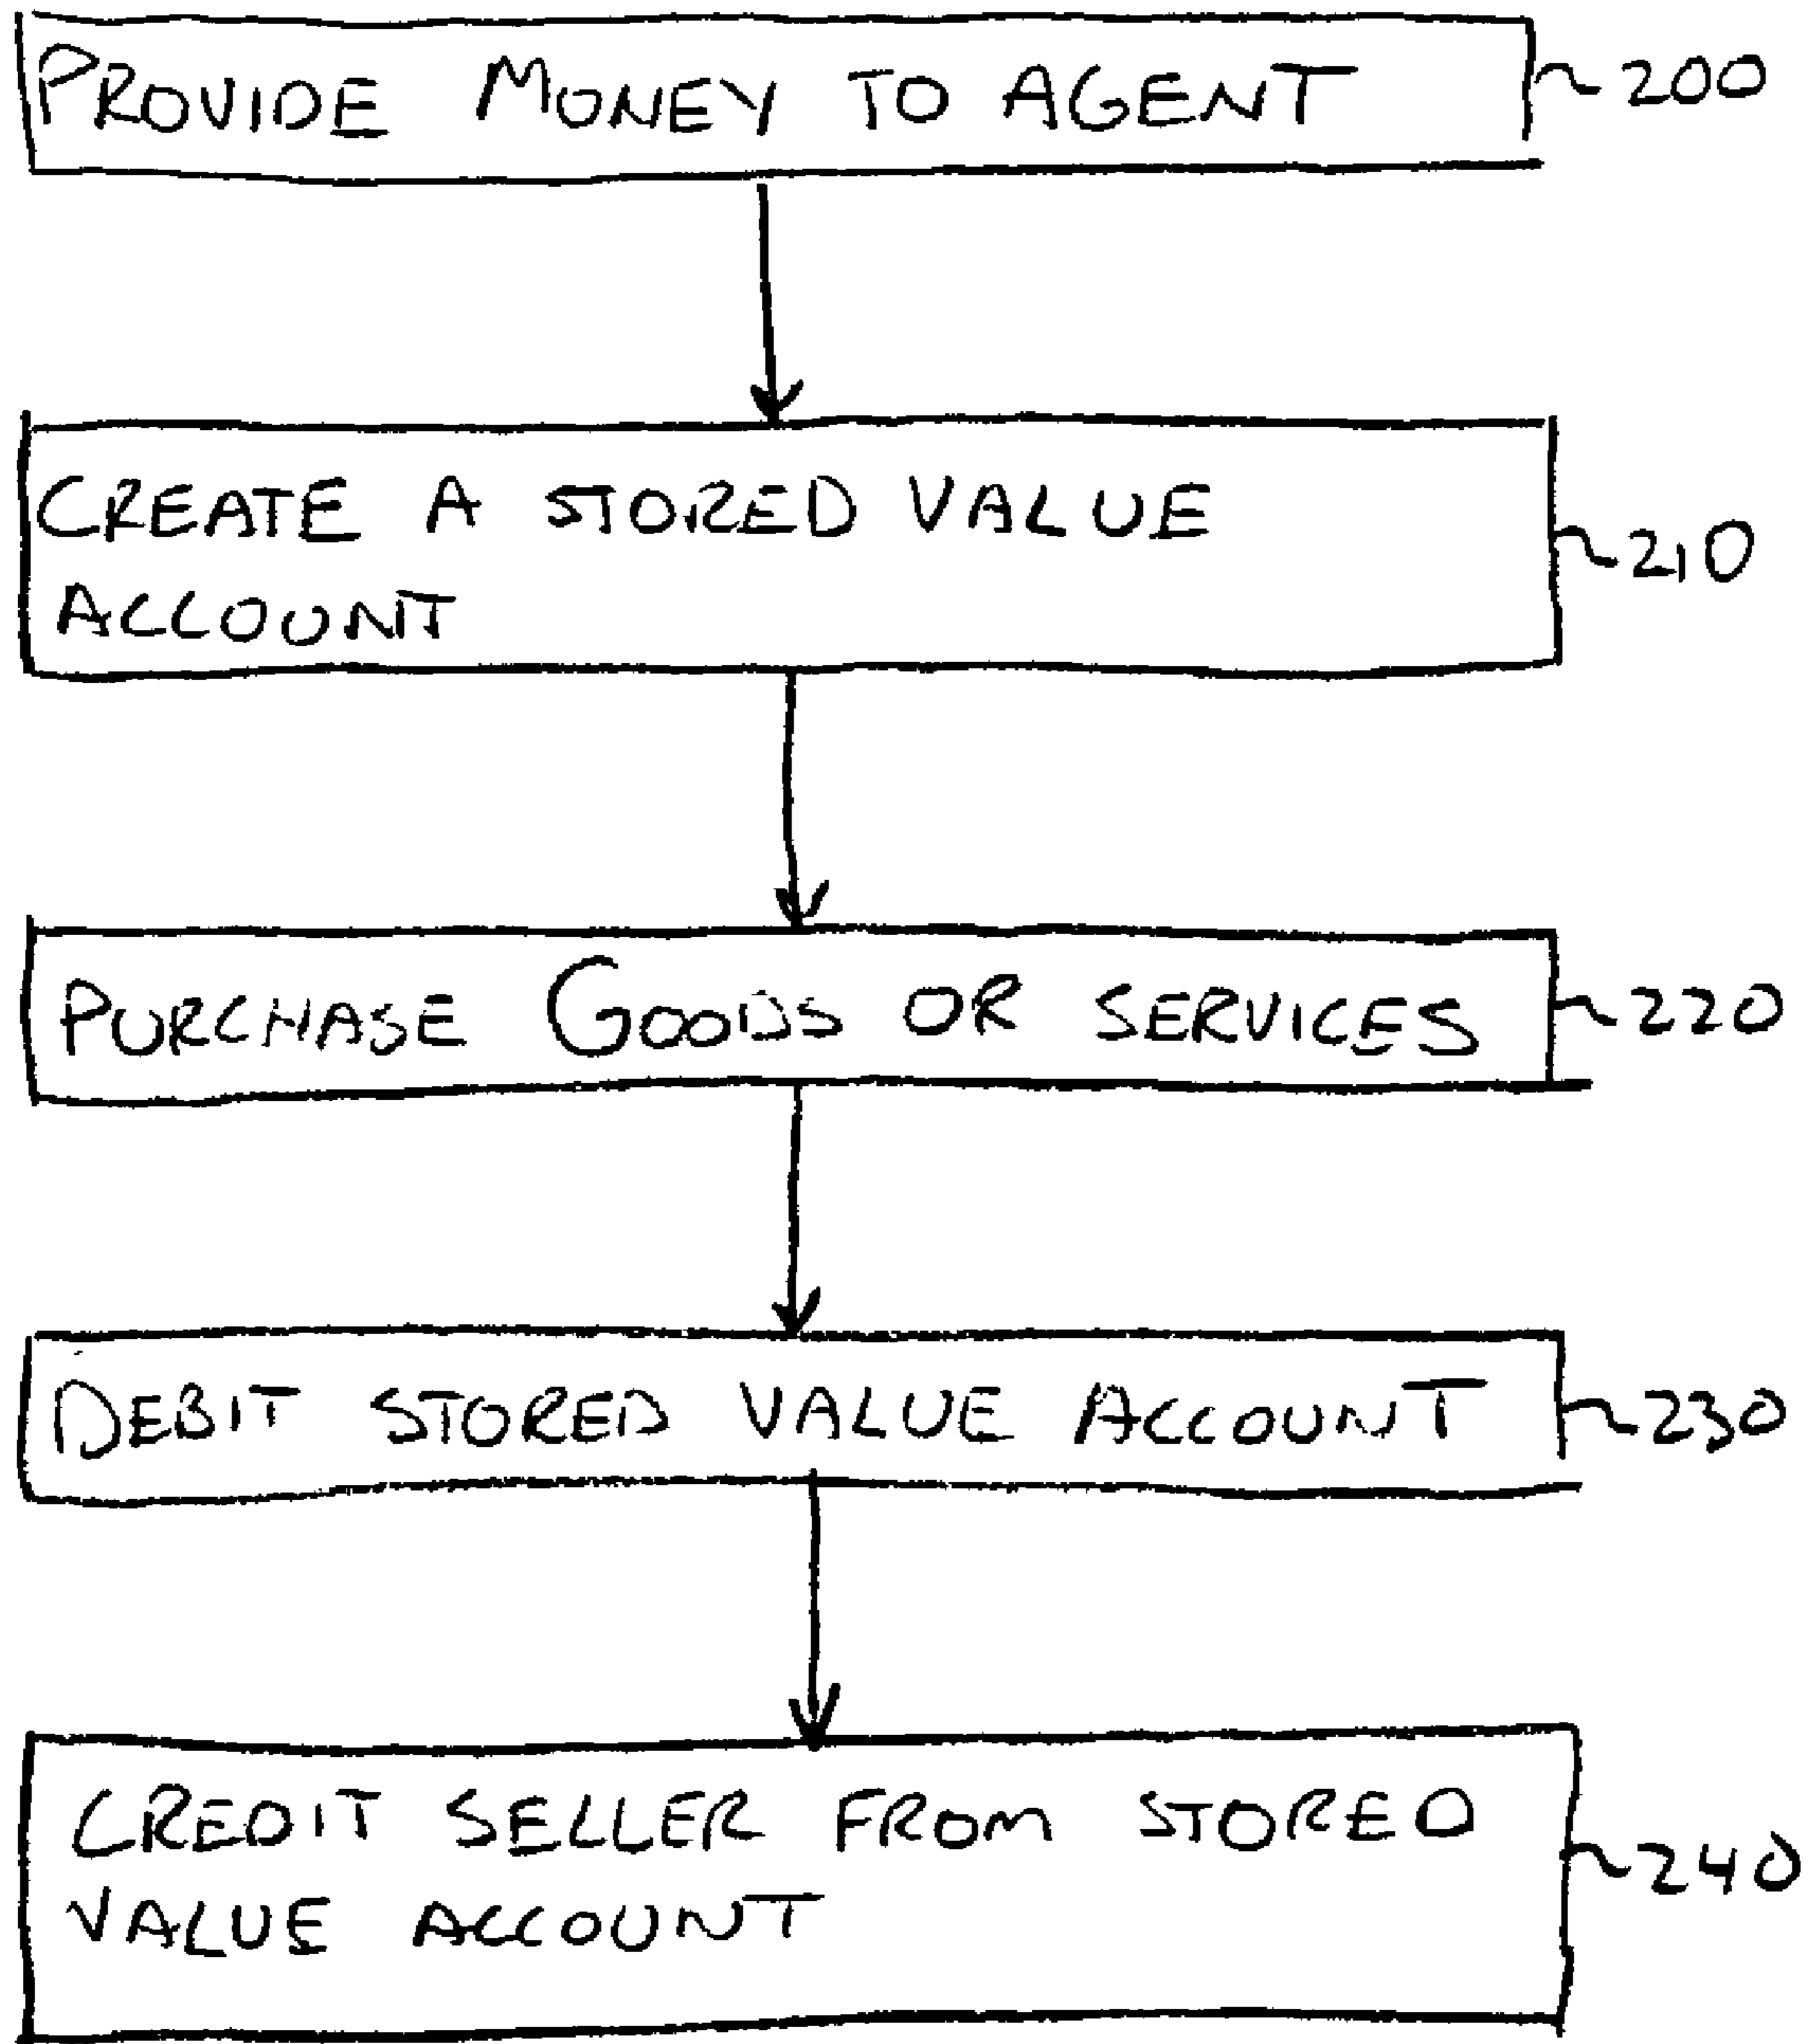 PROVIDE MONEY TO AGENT 200
CREATE A STORED VALUE
ACCOUNT
210
PURCHASE GOODS OR SERVICES 220
DEBIT STORED VALUE ACCOUNT 230
CREDIT SELLER FROM STORED
VALUE ACCOUNT
240